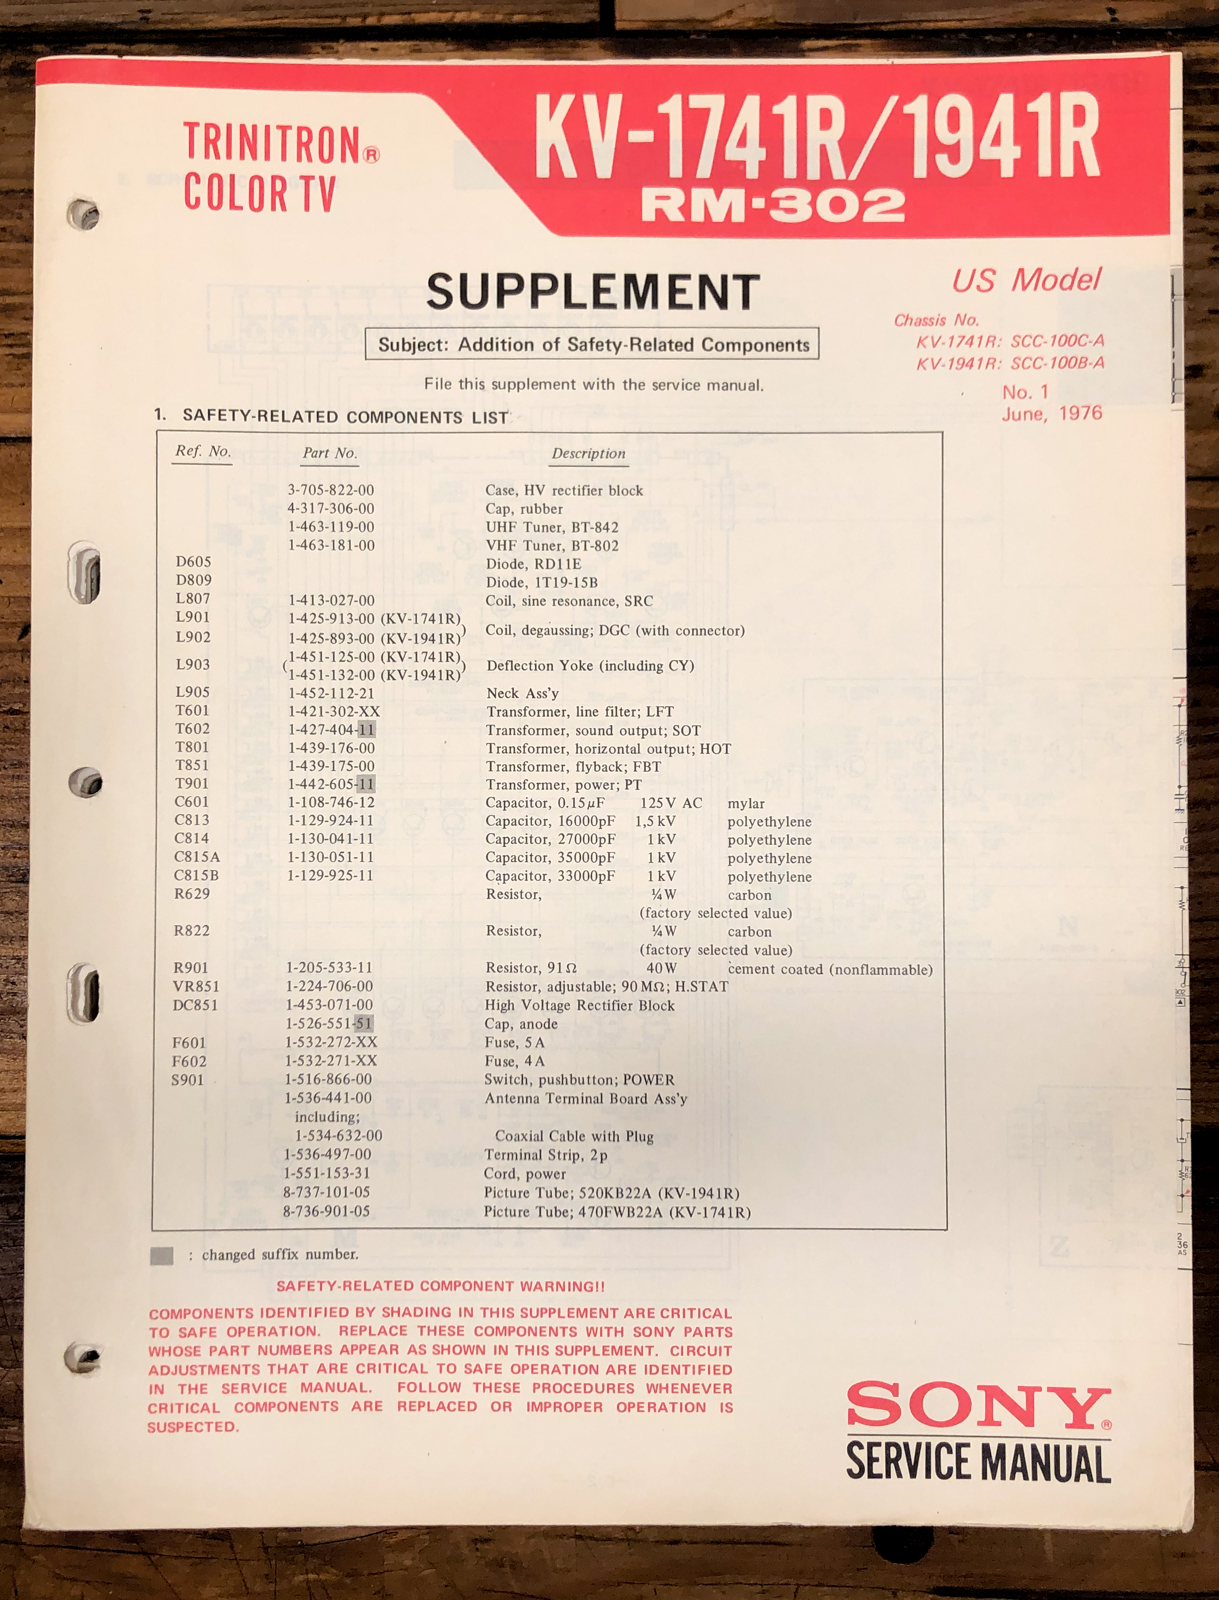 TRINITRON®
COLOR TV
KV-1741R/1941R
RM-302
SUPPLEMENT
Subject: Addition of Safety-Related Components
File this supplement with the service manual.
US Model
Chassis No.
KV-1741R: SCC-100C-A
KV-1941R: SCC-100B-A
No. 1
June, 1976
1. SAFETY-RELATED COMPONENTS LIST
Ref. No. Part No. Description
3-705-822-00 Case, HV rectifier block
4-317-306-00 Cap, rubber
1-463-119-00 UHF Tuner, BT-842
1-463-181-00 VHF Tuner, BT-802
D605 Diode, RD11E
D809 Diode, 1T19-15B
L807 1-413-027-00 Coil, sine resonance, SRC
L901 1-425-913-00 (KV-1741R)
L902 1-425-893-00 (KV-1941R) Coil, degaussing; DGC (with connector)
L903 (1-451-125-00 (KV-1741R), 1-451-132-00 (KV-1941R)) Deflection Yoke (including CY)
L905 1-452-112-21 Neck Ass'y
T601 1-421-302-XX Transformer, line filter; LFT
T602 1-427-404-11 Transformer, sound output; SOT
T801 1-439-176-00 Transformer, horizontal output; HOT
T851 1-439-175-00 Transformer, flyback; FBT
T901 1-442-605-11 Transformer, power; PT
C601 1-108-746-12 Capacitor, 0.15μF 125V AC mylar
C813 1-129-924-11 Capacitor, 16000pF 1,5kV polyethylene
C814 1-130-041-11 Capacitor, 27000pF 1kV polyethylene
C815A 1-130-051-11 Capacitor, 35000pF 1kV polyethylene
C815B 1-129-925-11 Capacitor, 33000pF 1kV polyethylene
R629 Resistor, ¼W carbon
(factory selected value)
R822 Resistor, ¼W carbon
(factory selected value)
R901 1-205-533-11 Resistor, 91Ω 40W cement coated (nonflammable)
VR851 1-224-706-00 Resistor, adjustable; 90MΩ; H.STAT
DC851 1-453-071-00 High Voltage Rectifier Block
1-526-551-51 Cap, anode
F601 1-532-272-XX Fuse, 5A
F602 1-532-271-XX Fuse, 4A
S901 1-516-866-00 Switch, pushbutton; POWER
1-536-441-00 Antenna Terminal Board Ass'y
including;
1-534-632-00 Coaxial Cable with Plug
1-536-497-00 Terminal Strip, 2p
1-551-153-31 Cord, power
8-737-101-05 Picture Tube; 520KB22A (KV-1941R)
8-736-901-05 Picture Tube; 470FWB22A (KV-1741R)
: changed suffix number.
SAFETY-RELATED COMPONENT WARNING!!
COMPONENTS IDENTIFIED BY SHADING IN THIS SUPPLEMENT ARE CRITICAL
TO SAFE OPERATION. REPLACE THESE COMPONENTS WITH SONY PARTS
WHOSE PART NUMBERS APPEAR AS SHOWN IN THIS SUPPLEMENT. CIRCUIT
ADJUSTMENTS THAT ARE CRITICAL TO SAFE OPERATION ARE IDENTIFIED
IN THE SERVICE MANUAL. FOLLOW THESE PROCEDURES WHENEVER
CRITICAL COMPONENTS ARE REPLACED OR IMPROPER OPERATION IS
SUSPECTED.
SONY®
SERVICE MANUAL